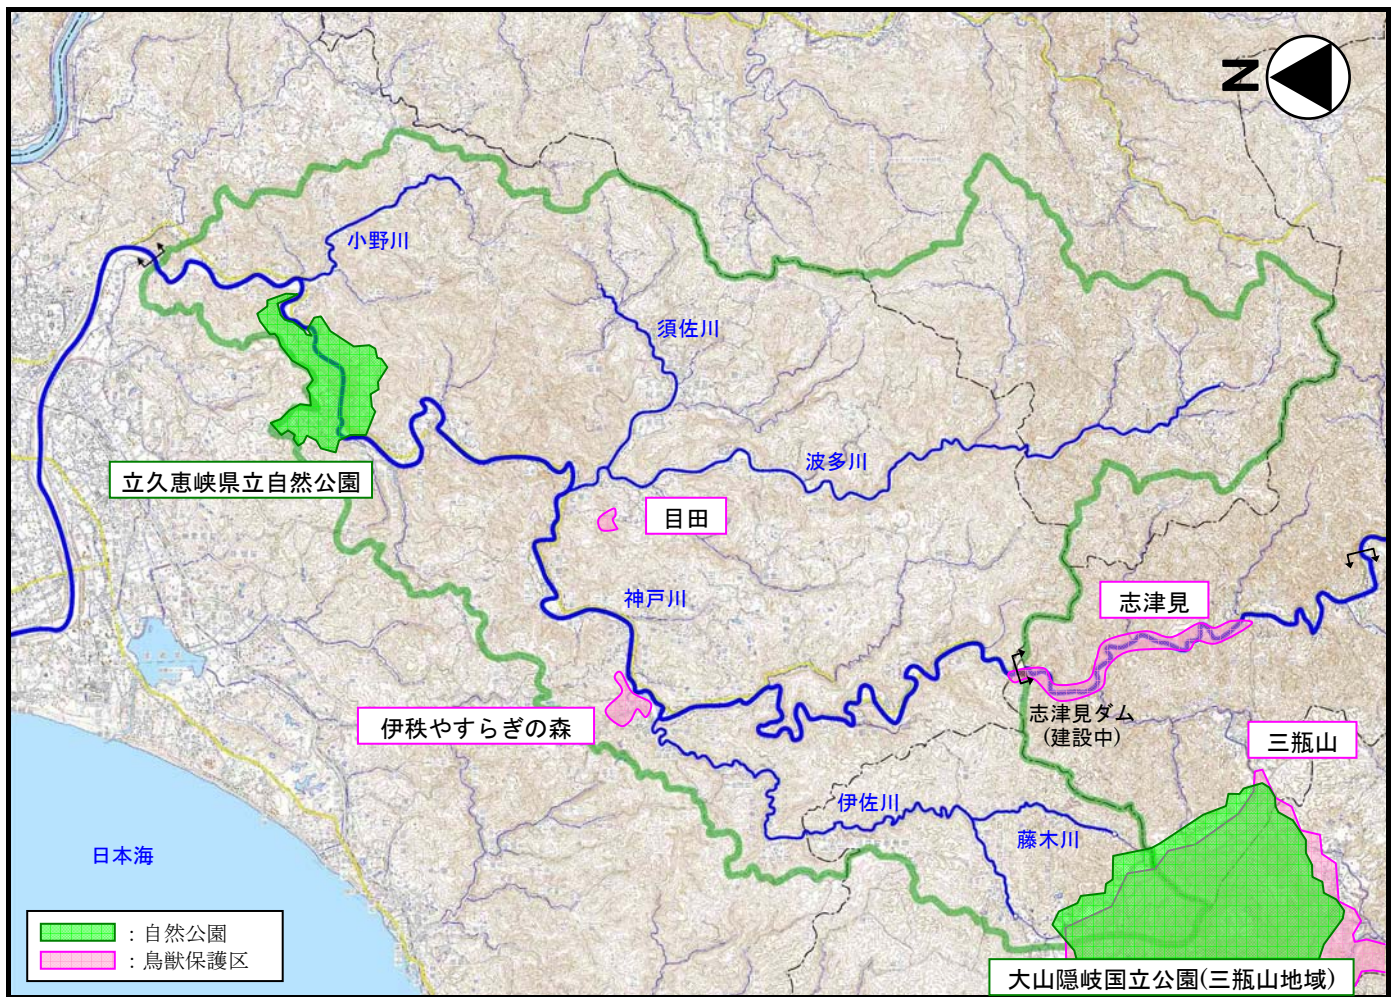 N
小野川
須佐川
立久恵峡県立自然公園
波多川
目田
神戸川
志津見
伊秩やすらぎの森
志津見ダム
(建設中)
三瓶山
伊佐川
藤木川
日本海
：自然公園
：鳥獣保護区
大山隠岐国立公園(三瓶山地域)